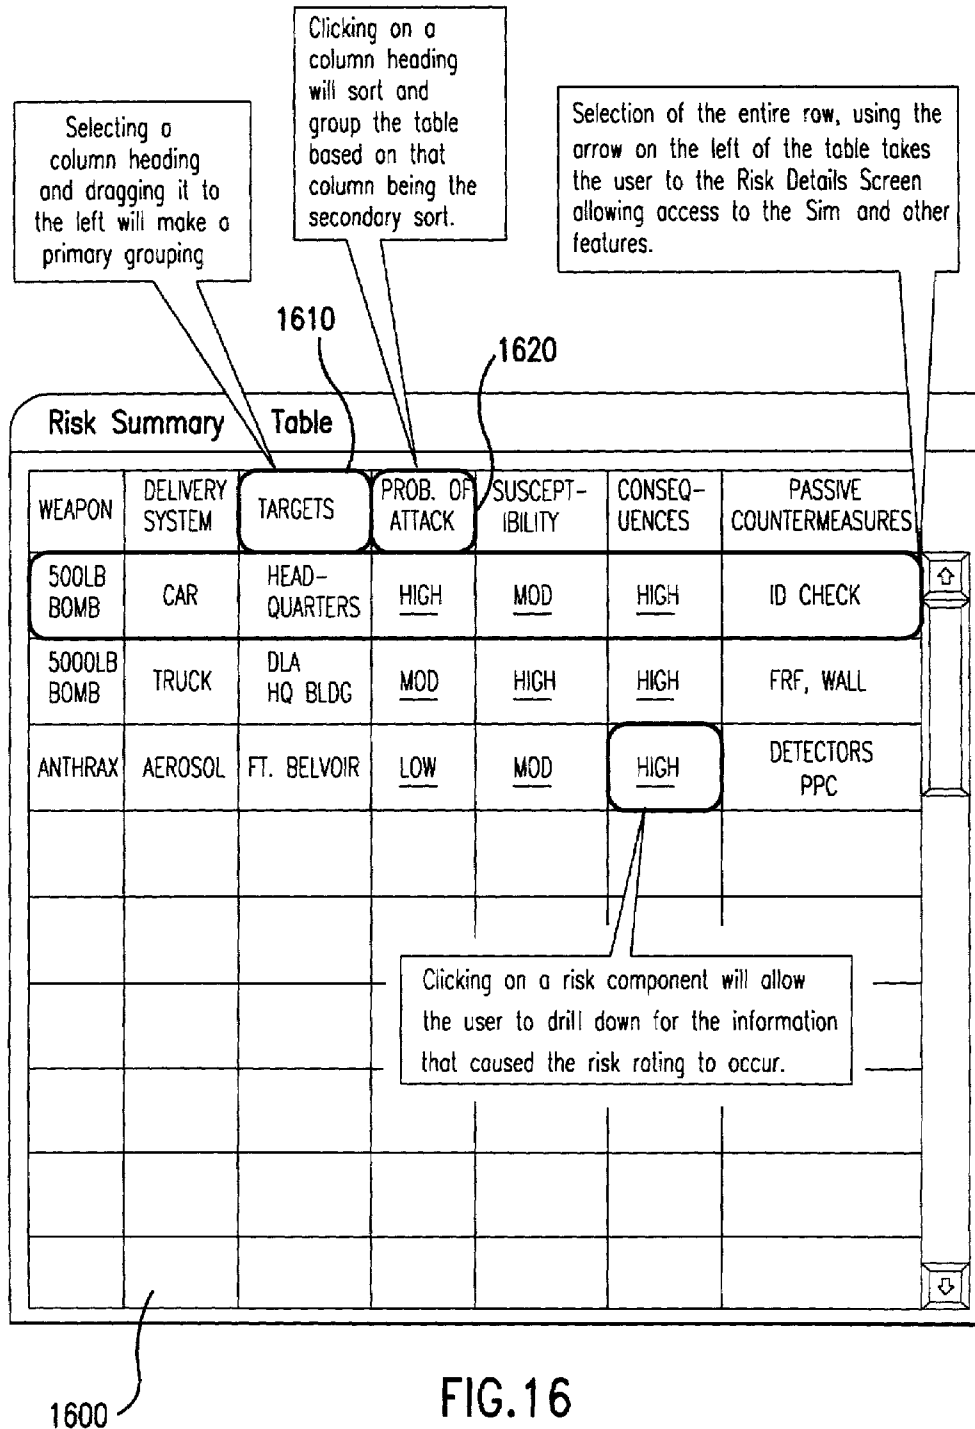 Clicking on a
column heading
will sort and
group the table
based on that
column being the
secondary sort.
Selecting a
column heading
and dragging it to
the left will make a
primary grouping
Selection of the entire row, using the
arrow on the left of the table takes
the user to the Risk Details Screen
allowing access to the Sim and other
features.
1610
1620
Risk Summary Table
WEAPON
DELIVERY
SYSTEM
TARGETS
PROB. OF
ATTACK
SUSCEPT-
IBILITY
CONSEQ-
UENCES
PASSIVE
COUNTERMEASURES
500LB
BOMB
CAR
HEAD-
QUARTERS
HIGH
MOD
HIGH
ID CHECK
5000LB
BOMB
TRUCK
DLA
HQ BLDG
MOD
HIGH
HIGH
FRF, WALL
ANTHRAX
AEROSOL
FT. BELVOIR
LOW
MOD
HIGH
DETECTORS
PPC
Clicking on a risk component will allow
the user to drill down for the information
that caused the risk rating to occur.
1600
FIG.16